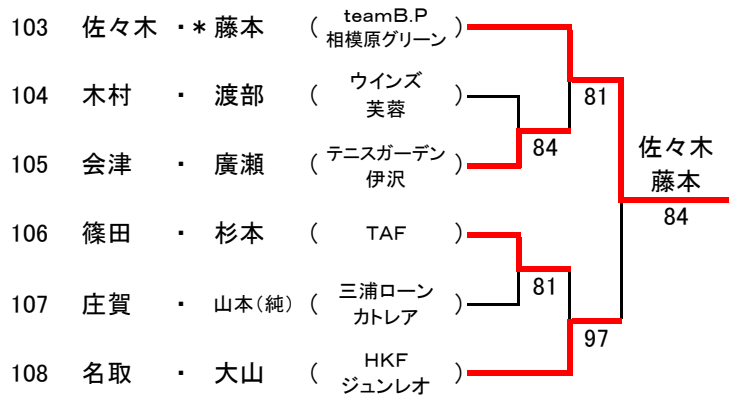 103 佐々木 ・ * 藤本 ( teamB.P 相模原グリーン )
104 木村 ・ 渡部 ( ウインズ 芙蓉 )
105 会津 ・ 廣瀬 ( テニスガーデン 伊沢 )
106 篠田 ・ 杉本 ( TAF )
107 庄賀 ・ 山本(純) ( 三浦ローン カトレア )
108 名取 ・ 大山 ( HKF ジュンレオ )
84
81
81
97
佐々木
藤本
84